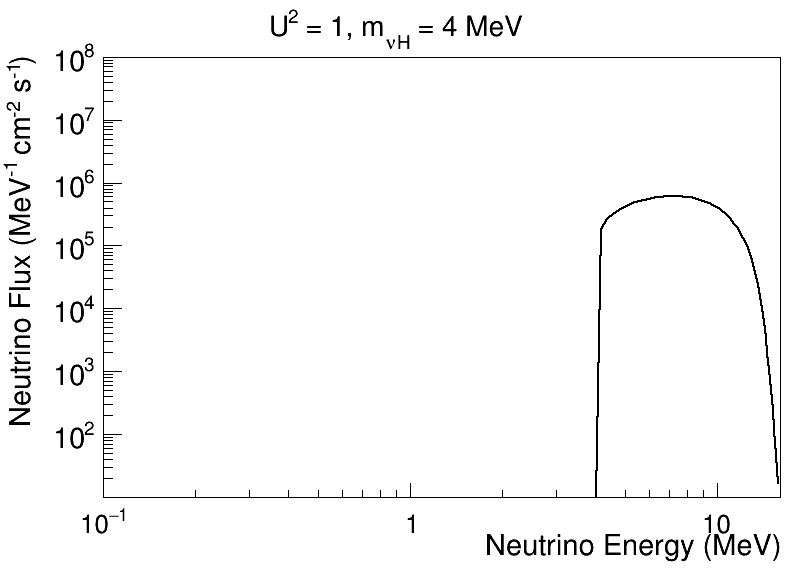 U² = 1, m_νH = 4 MeV
Neutrino Flux (MeV⁻¹ cm⁻² s⁻¹)
10⁸
10⁷
10⁶
10⁵
10⁴
10³
10²
10⁻¹ 1 10
Neutrino Energy (MeV)